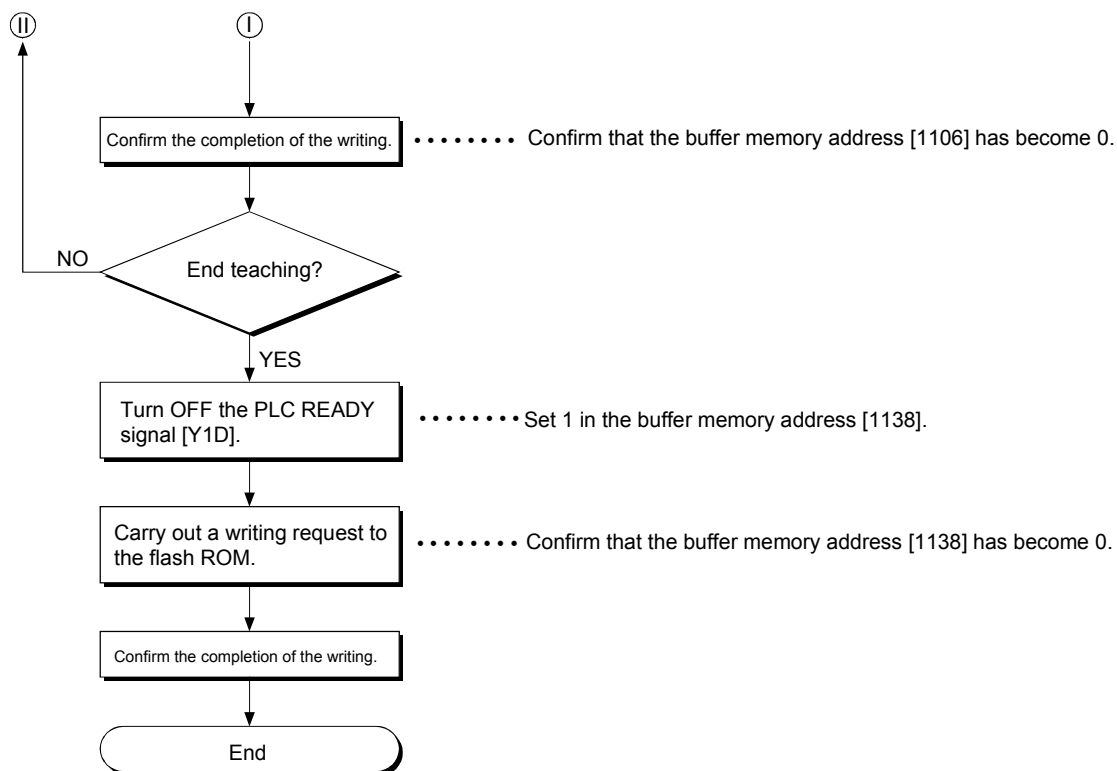 II
I
Confirm the completion of the writing.
• • • • • • • • Confirm that the buffer memory address [1106] has become 0.
NO
End teaching?
YES
Turn OFF the PLC READY
signal [Y1D].
• • • • • • • • Set 1 in the buffer memory address [1138].
Carry out a writing request to
the flash ROM.
• • • • • • • • Confirm that the buffer memory address [1138] has become 0.
Confirm the completion of the writing.
End